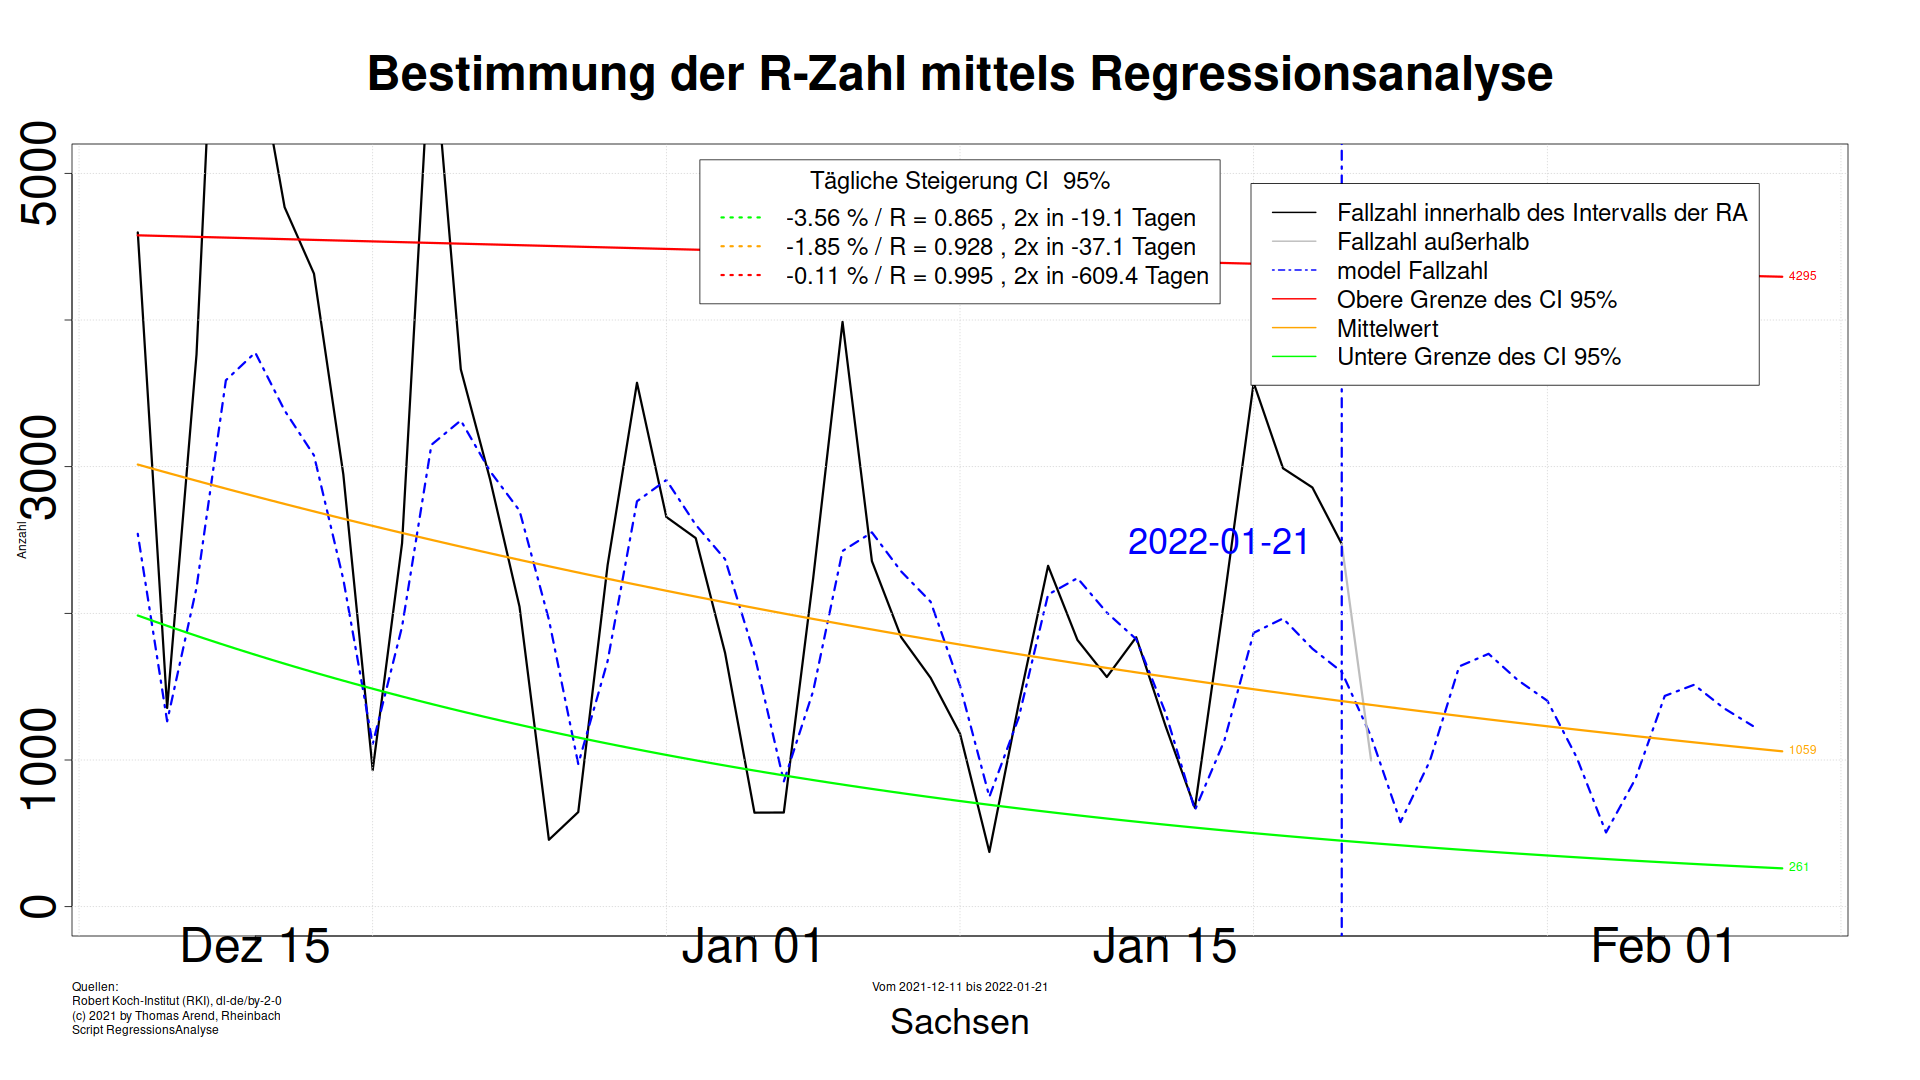 Bestimmung der R-Zahl mittels Regressionsanalyse
Tägliche Steigerung CI 95%
-3.56 % / R = 0.865 , 2x in -19.1 Tagen
-1.85 % / R = 0.928 , 2x in -37.1 Tagen
-0.11 % / R = 0.995 , 2x in -609.4 Tagen
Fallzahl innerhalb des Intervalls der RA
Fallzahl außerhalb
model Fallzahl
Obere Grenze des CI 95%
Mittelwert
Untere Grenze des CI 95%
5000
3000
1000
0
Anzahl
4295
2022-01-21
1059
261
Dez 15
Jan 01
Jan 15
Feb 01
Quellen:
Robert Koch-Institut (RKI), dl-de/by-2-0
(c) 2021 by Thomas Arend, Rheinbach
Script RegressionsAnalyse
Vom 2021-12-11 bis 2022-01-21
Sachsen